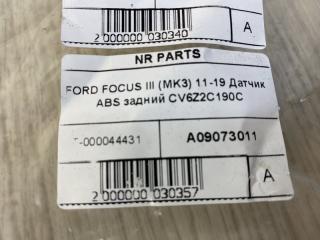 2 000000 030340
A
NR PARTS
FORD FOCUS III (MK3) 11-19 Датчик
ABS задний CV6Z2C190C
-000044431
A09073011
2 000000 030357
A